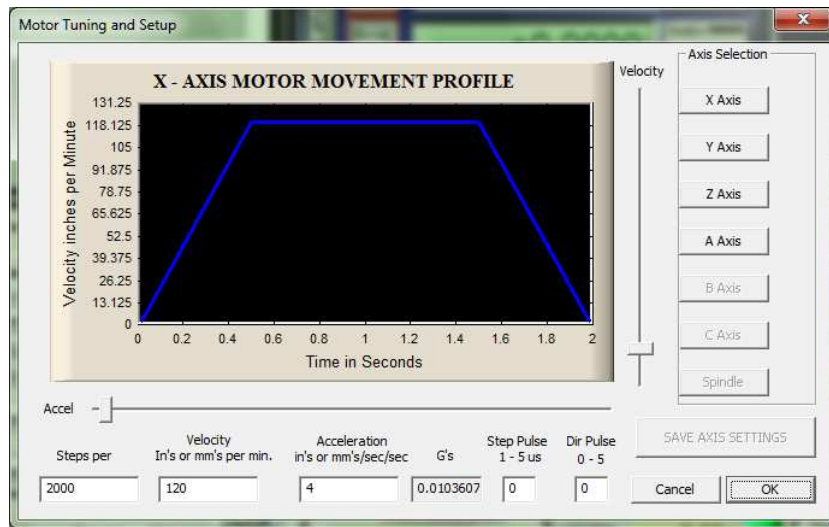 Motor Tuning and Setup
X - AXIS MOTOR MOVEMENT PROFILE
Velocity inches per Minute
131.25
118.125
105
91.875
78.75
65.625
52.5
39.375
26.25
13.125
0
0 0.2 0.4 0.6 0.8 1 1.2 1.4 1.6 1.8 2
Time in Seconds
Velocity
Axis Selection
X Axis
Y Axis
Z Axis
A Axis
B Axis
C Axis
Spindle
Accel
Steps per
2000
Velocity
In's or mm's per min.
120
Acceleration
in's or mm's/sec/sec
4
G's
0.0103607
Step Pulse
1 - 5 us
0
Dir Pulse
0 - 5
0
SAVE AXIS SETTINGS
Cancel
OK